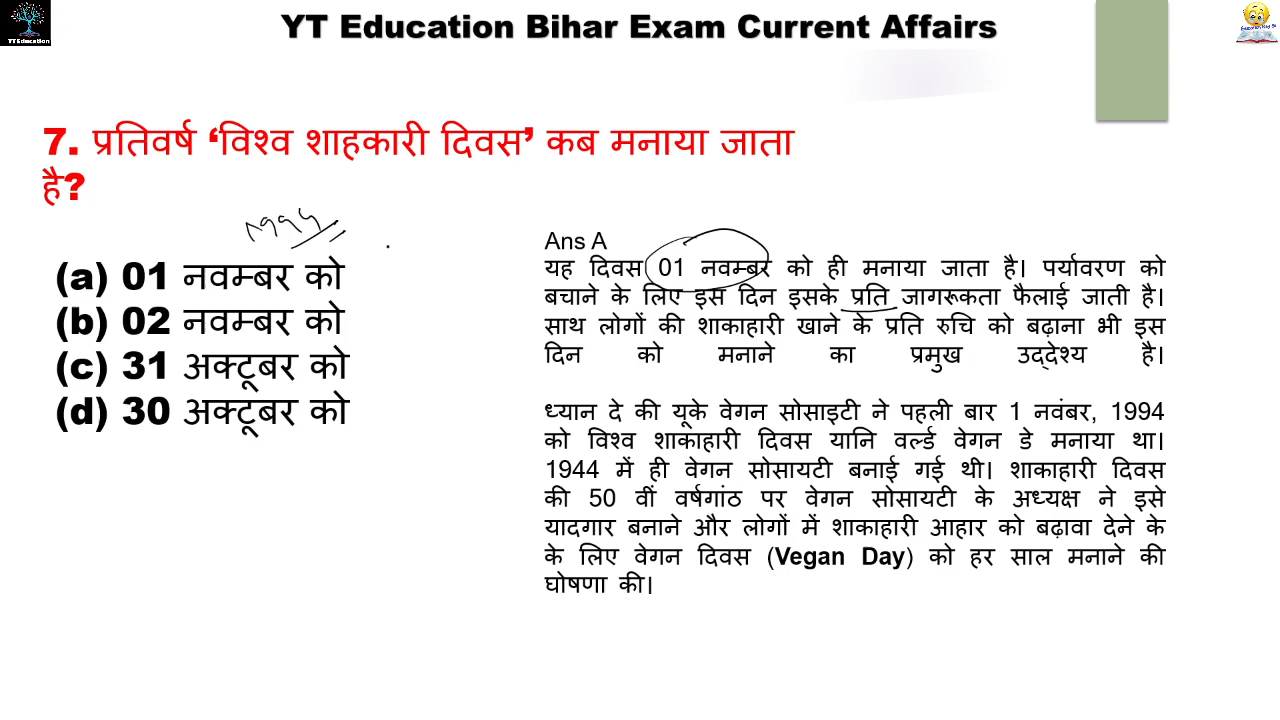 YT Education
YT Education Bihar Exam Current Affairs
7. प्रतिवर्ष ‘विश्व शाहकारी दिवस’ कब मनाया जाता
है?
(a) 01 नवम्बर को
(b) 02 नवम्बर को
(c) 31 अक्टूबर को
(d) 30 अक्टूबर को
Ans A
यह दिवस 01 नवम्बर को ही मनाया जाता है। पर्यावरण को
बचाने के लिए इस दिन इसके प्रति जागरूकता फैलाई जाती है।
साथ लोगों की शाकाहारी खाने के प्रति रुचि को बढ़ाना भी इस
दिन को मनाने का प्रमुख उद्देश्य है।
ध्यान दे की यूके वेगन सोसाइटी ने पहली बार 1 नवंबर, 1994
को विश्व शाकाहारी दिवस यानि वर्ल्ड वेगन डे मनाया था।
1944 में ही वेगन सोसायटी बनाई गई थी। शाकाहारी दिवस
की 50 वीं वर्षगांठ पर वेगन सोसायटी के अध्यक्ष ने इसे
यादगार बनाने और लोगों में शाकाहारी आहार को बढ़ावा देने के
के लिए वेगन दिवस (Vegan Day) को हर साल मनाने की
घोषणा की।